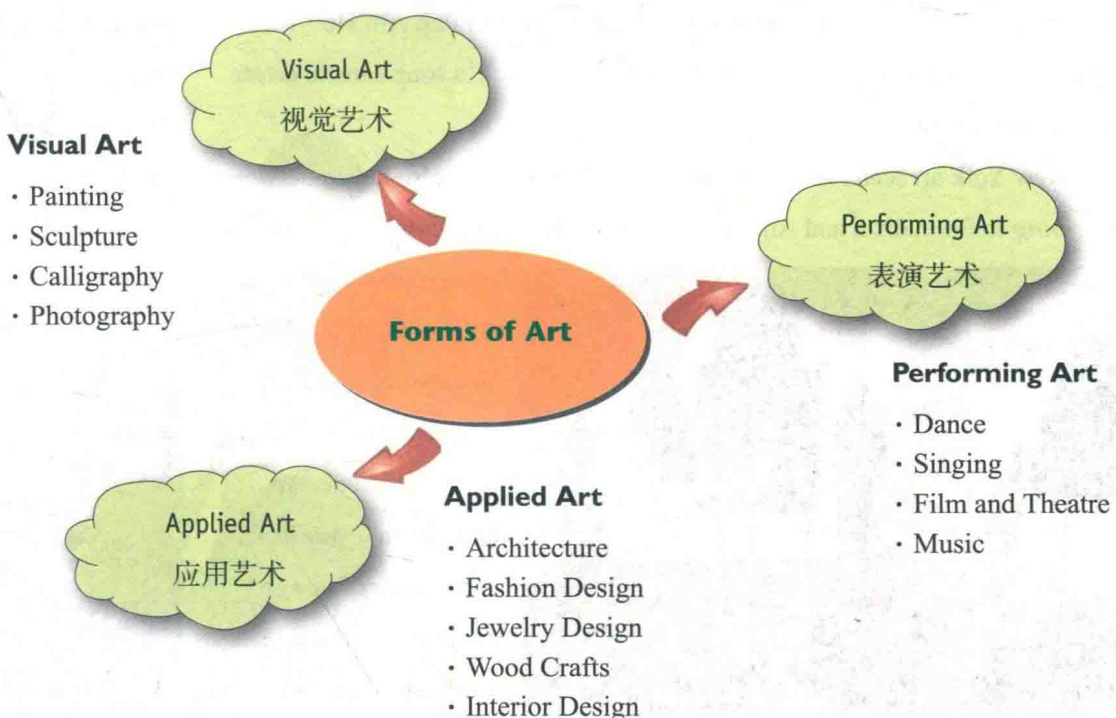 Visual Art
视觉艺术
Visual Art
· Painting
· Sculpture
· Calligraphy
· Photography
Forms of Art
Performing Art
表演艺术
Performing Art
· Dance
· Singing
· Film and Theatre
· Music
Applied Art
应用艺术
Applied Art
· Architecture
· Fashion Design
· Jewelry Design
· Wood Crafts
· Interior Design